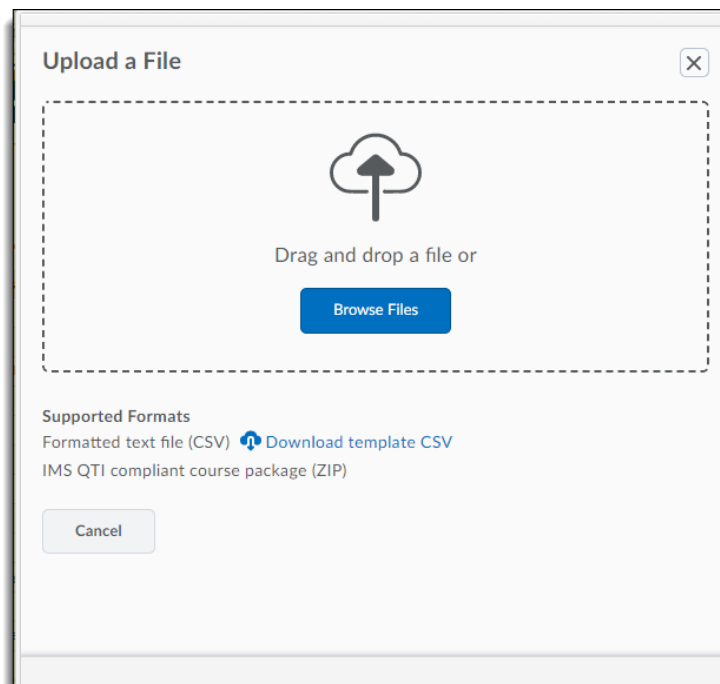 Upload a File
Drag and drop a file or
Browse Files
Supported Formats
Formatted text file (CSV) Download template CSV
IMS QTI compliant course package (ZIP)
Cancel